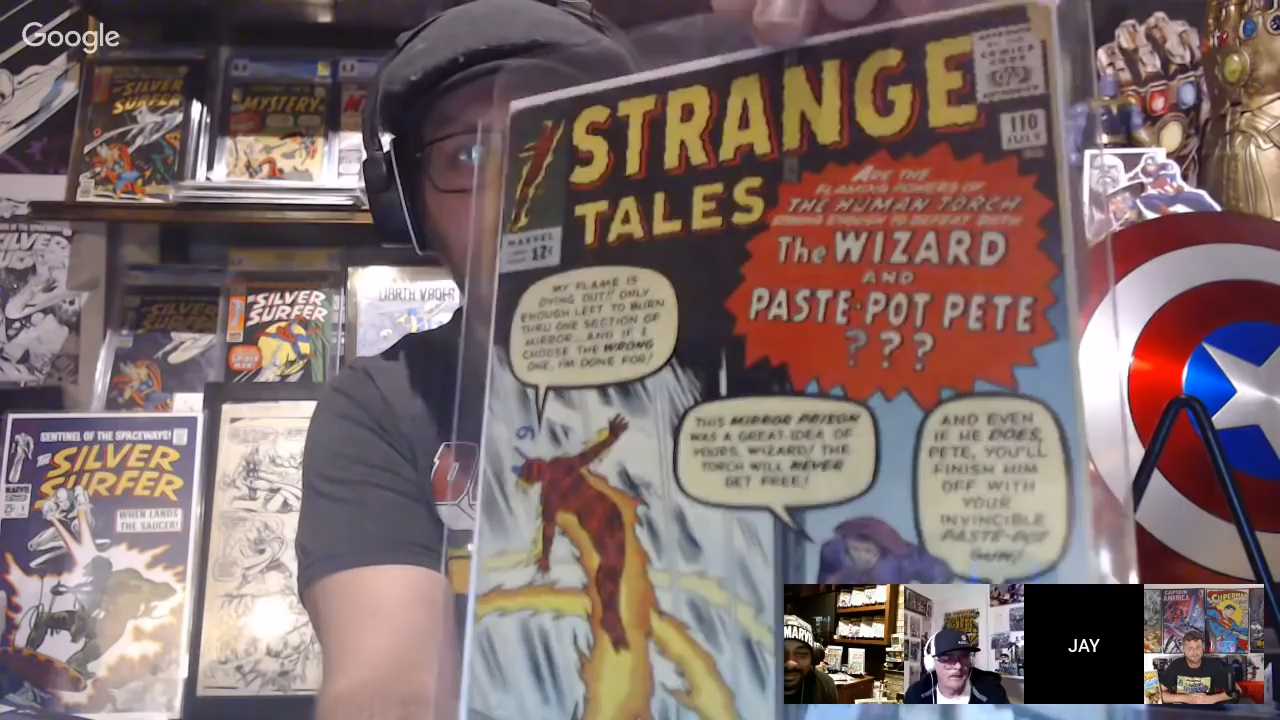 Google
SILVER
SURFER
MYSTERY
SILVER
SILVER
SURFER
DARTH VADER
SENTINEL OF THE SPACEWAYS!
THE SILVER
SURFER
WHEN LANDS
THE SAUCER!
STRANGE
TALES
APPROVED
BY THE
COMICS
CODE
AUTHORITY
110
JULY
MARVEL
12¢
ARE THE
FLAMING POWERS OF
THE HUMAN TORCH
STRONG ENOUGH TO DEFEAT BOTH
The WIZARD
AND
PASTE-POT PETE
? ? ?
MY FLAME IS
DYING OUT! ONLY
ENOUGH LEFT TO BURN
THRU ONE SECTION OF
MIRROR...AND IF I
CHOOSE THE WRONG
ONE, I'M DONE FOR!
THIS MIRROR PRISON
WAS A GREAT IDEA OF
YOURS, WIZARD! THE
TORCH WILL NEVER
GET FREE!
AND EVEN
IF HE DOES,
PETE, YOU'LL
FINISH HIM
OFF WITH
YOUR
INVINCIBLE
PASTE-POT
GUN!
MARVEL
JAY
CAPTAIN
AMERICA
SUPERMAN